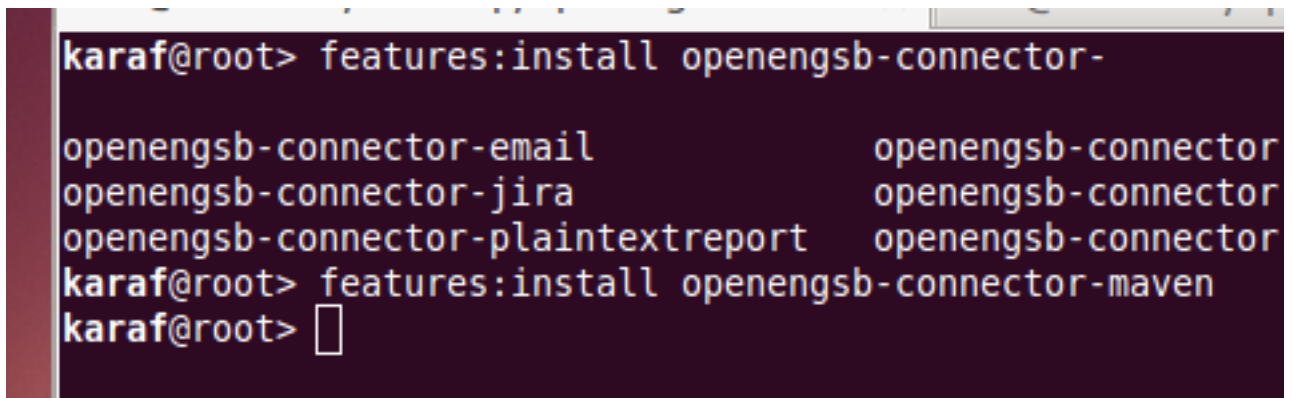 karaf@root> features:install openengsb-connector-
openengsb-connector-email openengsb-connector
openengsb-connector-jira openengsb-connector
openengsb-connector-plaintextreport openengsb-connector
karaf@root> features:install openengsb-connector-maven
karaf@root>